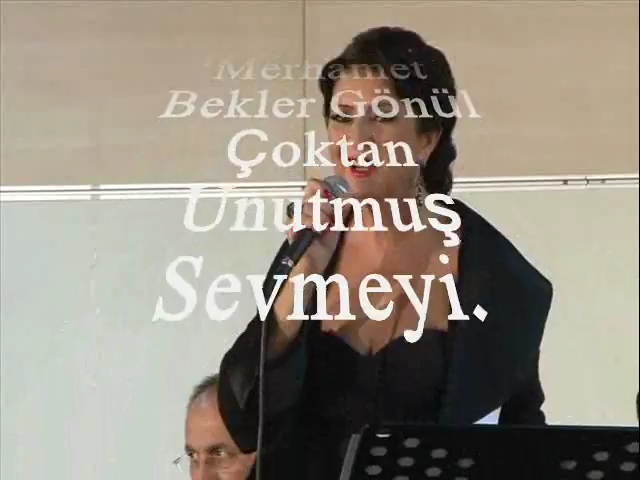 'Merhamet
Bekler Gönül
Çoktan
Unutmuş
Sevmeyi.